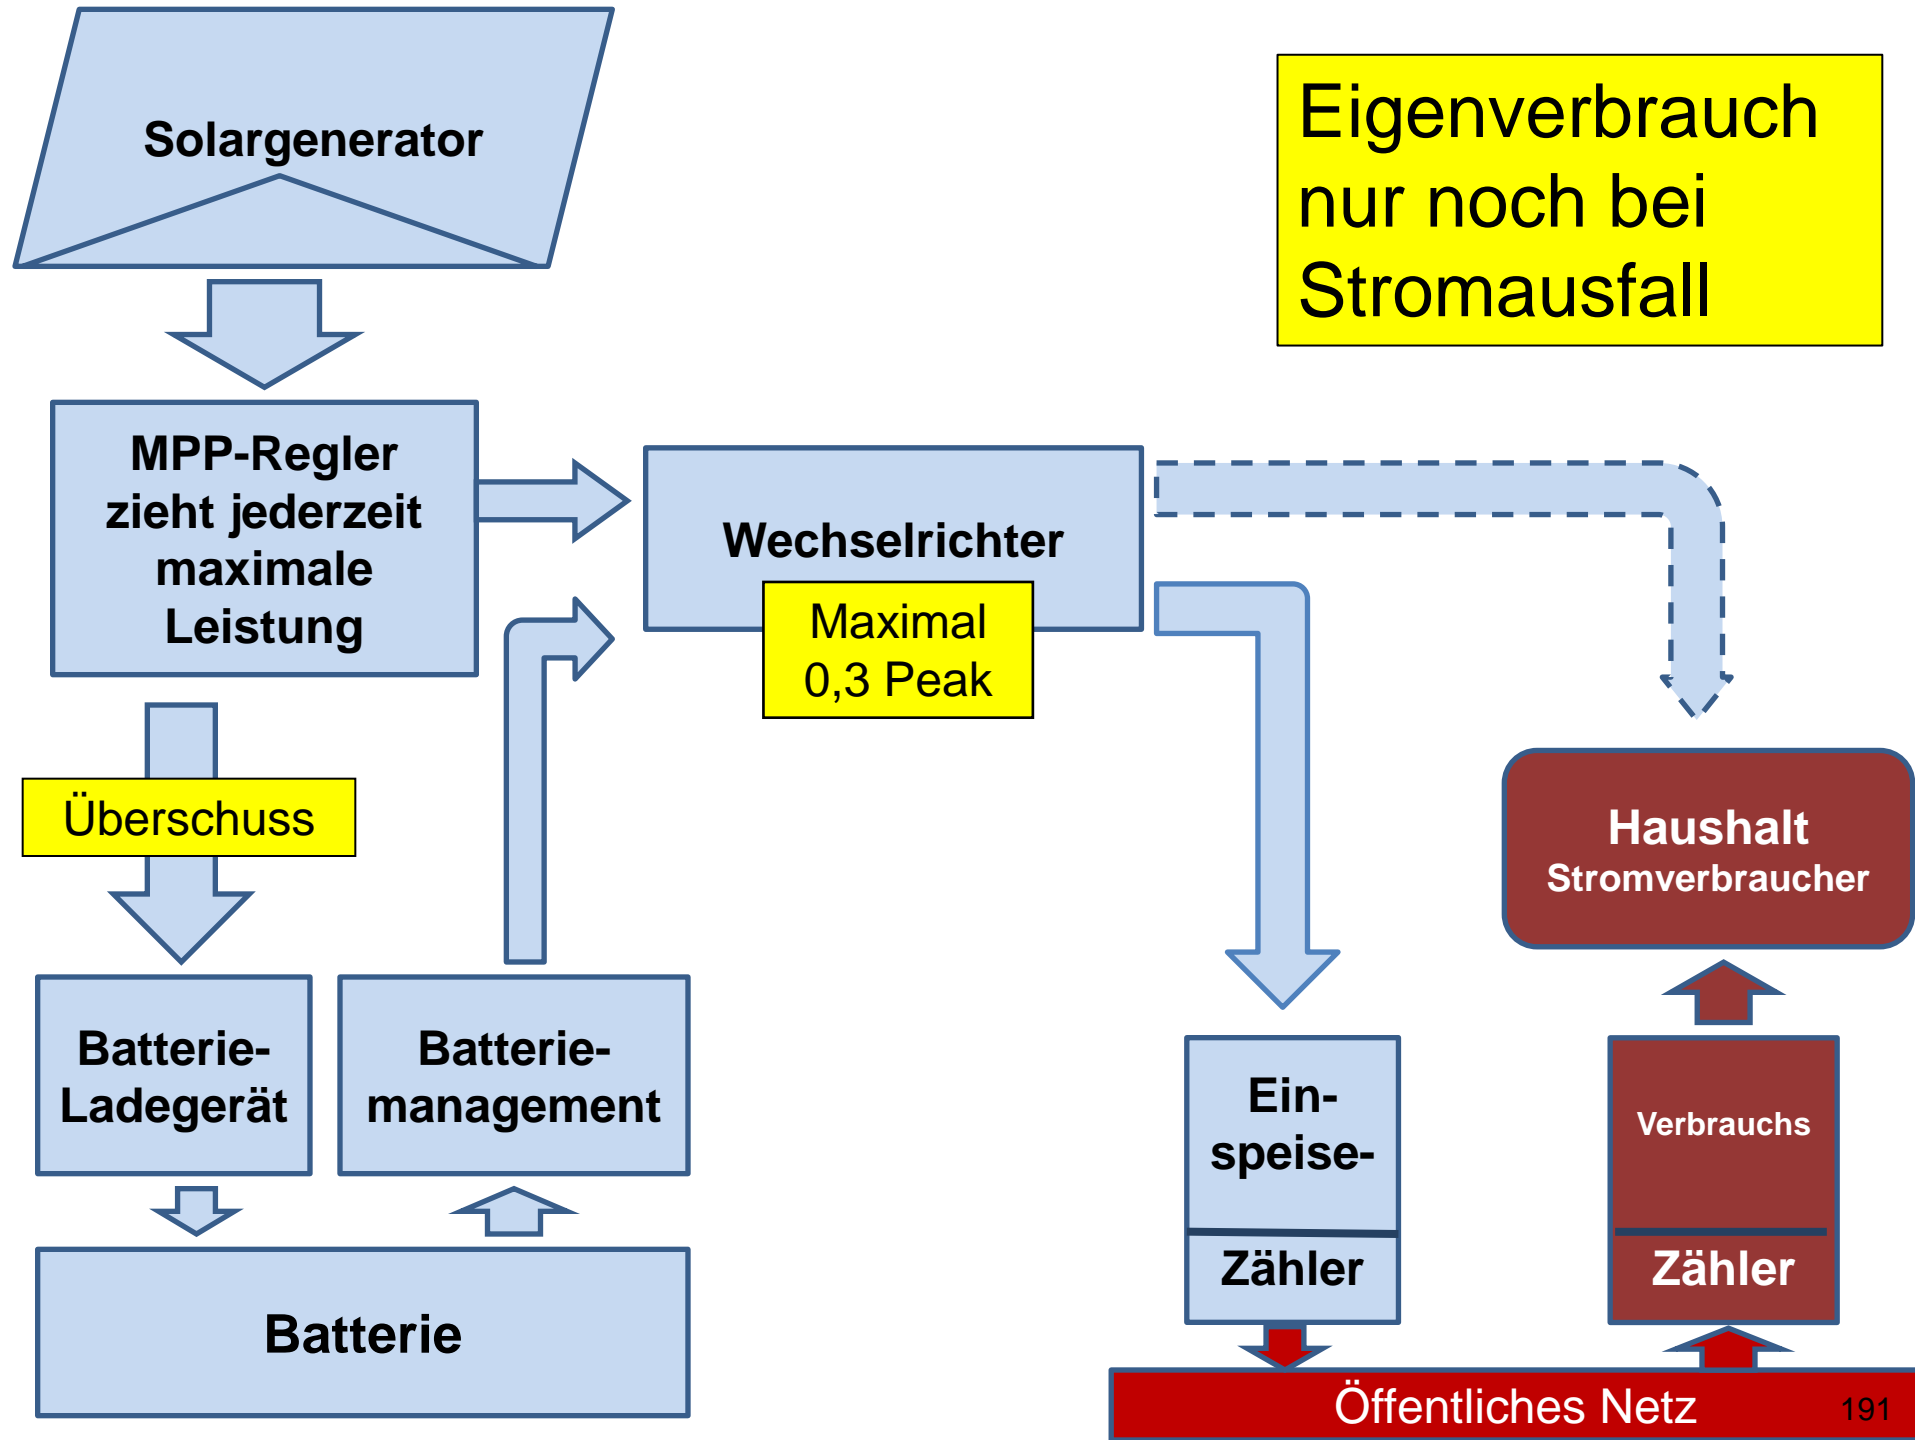 Solargenerator
Eigenverbrauch
nur noch bei
Stromausfall
MPP-Regler
zieht jederzeit
maximale
Leistung
Wechselrichter
Maximal
0,3 Peak
Überschuss
Haushalt
Stromverbraucher
Batterie-
Ladegerät
Batterie-
management
Ein-
speise-
Zähler
Verbrauchs
Zähler
Batterie
Öffentliches Netz
191